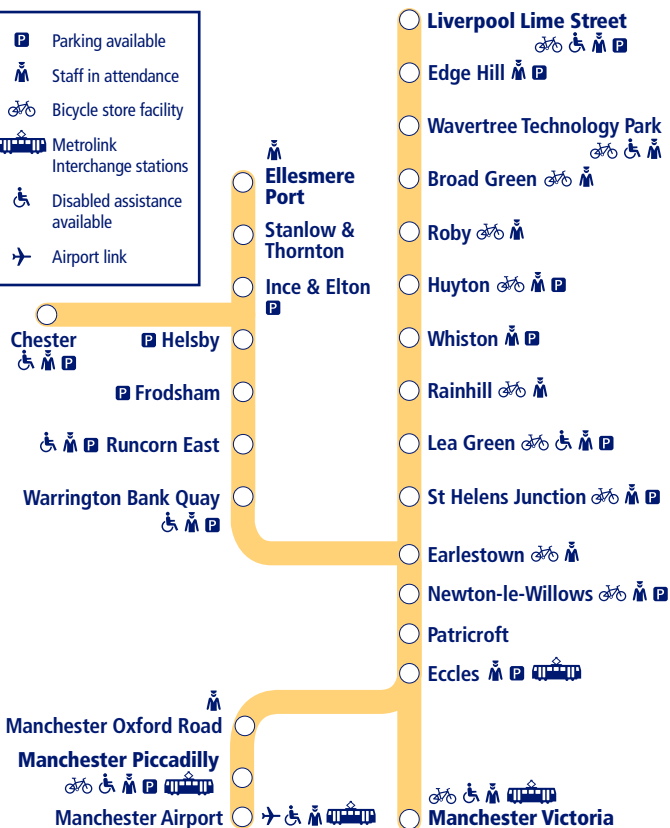 P Parking available
Staff in attendance
Bicycle store facility
Metrolink
Interchange stations
Disabled assistance
available
Airport link
Liverpool Lime Street
P
Edge Hill P
Wavertree Technology Park
Broad Green
Roby
Huyton P
Whiston P
Rainhill
Lea Green P
St Helens Junction P
Earlestown
Newton-le-Willows P
Patricroft
Eccles P
Manchester Victoria
Ellesmere
Port
Stanlow &
Thornton
Ince & Elton
P
Chester
P
P Helsby
P Frodsham
P Runcorn East
Warrington Bank Quay
P
Manchester Oxford Road
Manchester Piccadilly
P
Manchester Airport